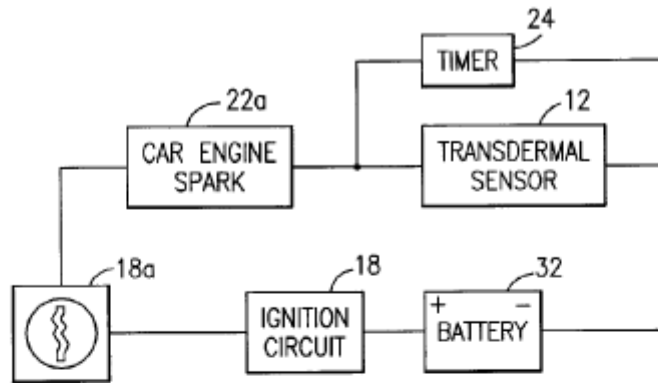 24
TIMER
22a
12
CAR ENGINE
SPARK
TRANSDERMAL
SENSOR
18a
18
32
IGNITION
CIRCUIT
+ -
BATTERY